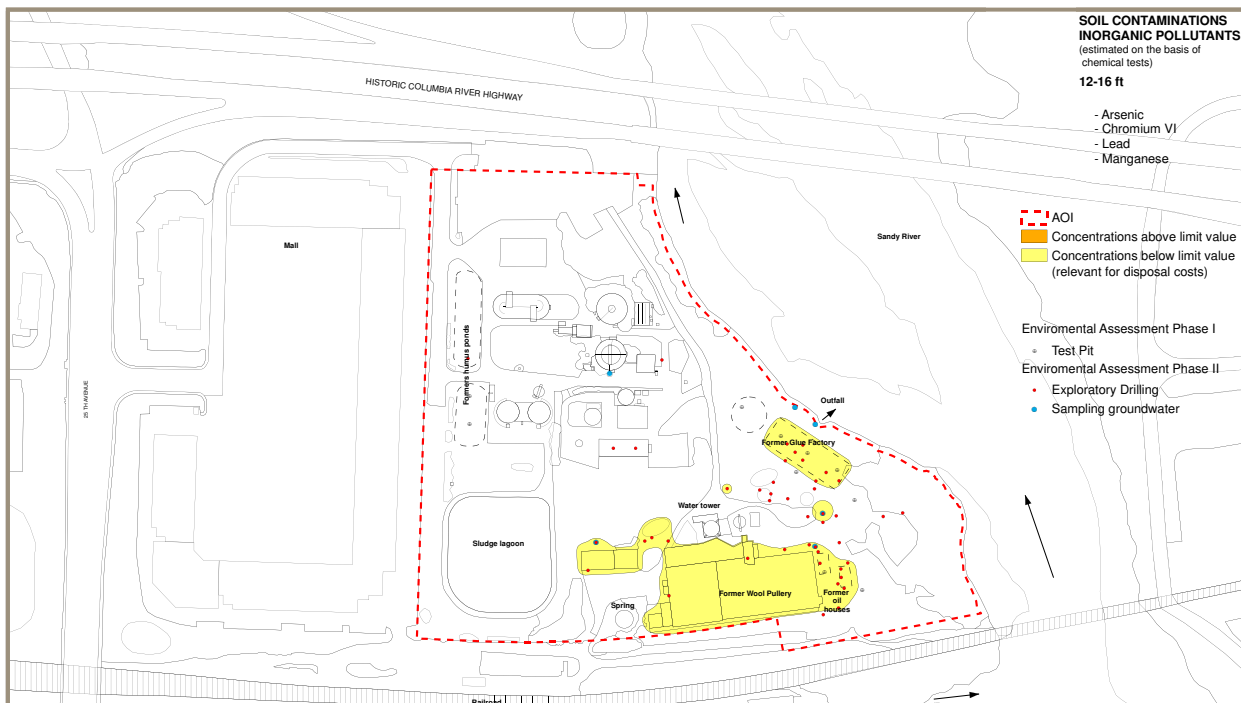 SOIL CONTAMINATIONS
INORGANIC POLLUTANTS
(estimated on the basis of
chemical tests)
12-16 ft
- Arsenic
- Chromium VI
- Lead
- Manganese
HISTORIC COLUMBIA RIVER HIGHWAY
AOI
Concentrations above limit value
Concentrations below limit value
(relevant for disposal costs)
Enviromental Assessment Phase I
Test Pit
Enviromental Assessment Phase II
Exploratory Drilling
Sampling groundwater
Mall
Sandy River
25 TH AVENUE
Formers humus ponds
Outfall
Former Glue Factory
Water tower
Sludge lagoon
Former Wool Pullery
Former
oil
houses
Spring
Railroad